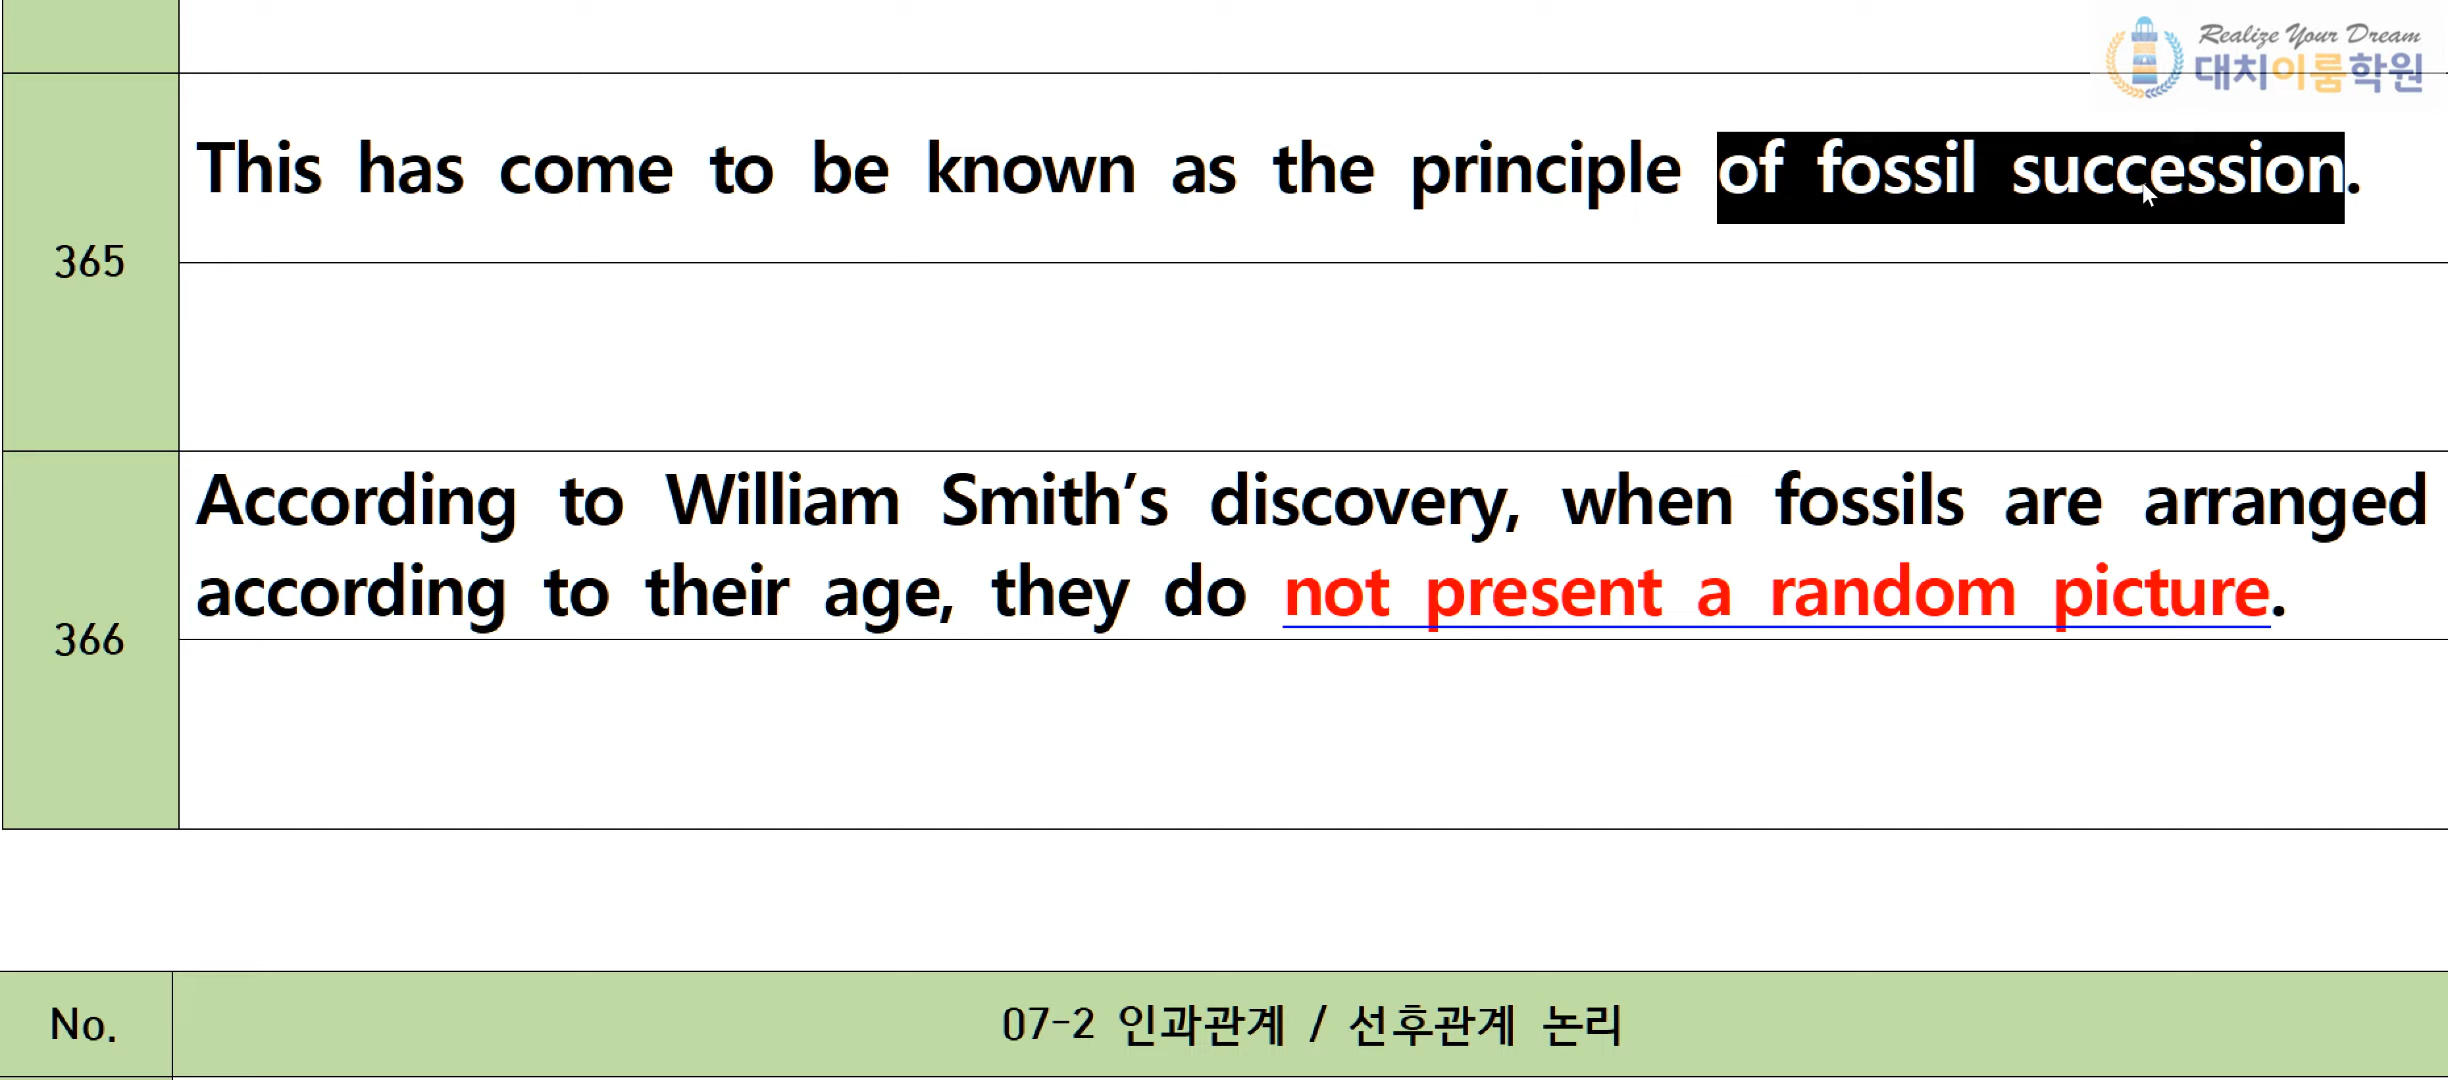 Realize Your Dream
대치이룸학원
This has come to be known as the principle of fossil succession.
365
According to William Smith’s discovery, when fossils are arranged
according to their age, they do not present a random picture.
366
No.
07-2 인과관계 / 선후관계 논리